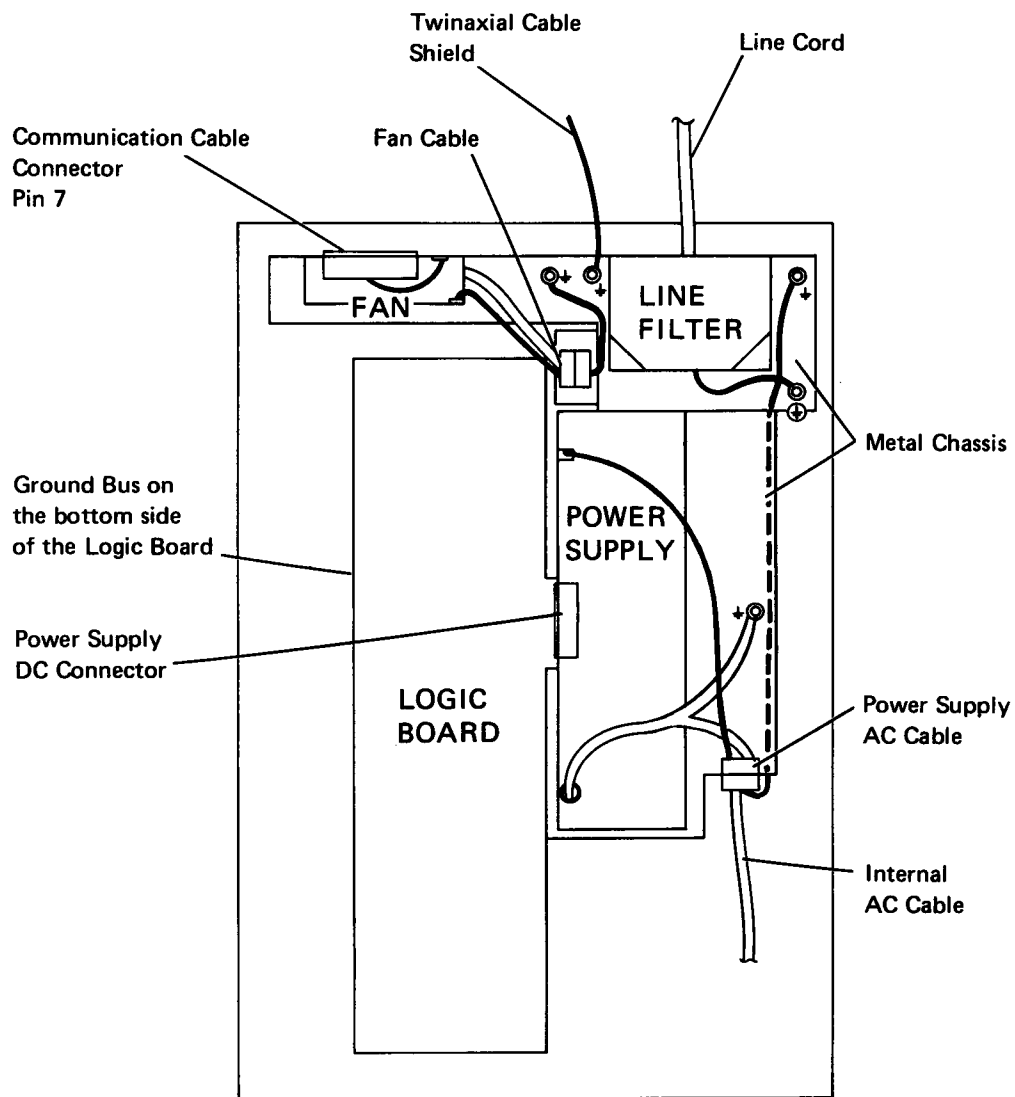 Twinaxial Cable
Shield
Line Cord
Communication Cable
Connector
Pin 7
Fan Cable
FAN
LINE
FILTER
Metal Chassis
Ground Bus on
the bottom side
of the Logic Board
POWER
SUPPLY
Power Supply
DC Connector
LOGIC
BOARD
Power Supply
AC Cable
Internal
AC Cable